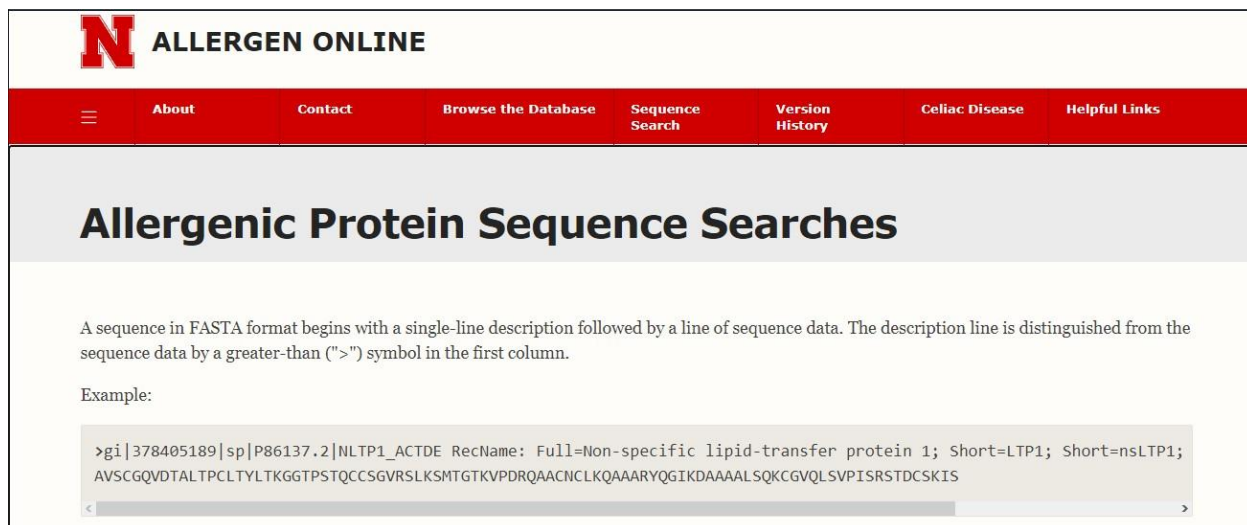 N ALLERGEN ONLINE
About Contact Browse the Database Sequence Search Version History Celiac Disease Helpful Links
Allergenic Protein Sequence Searches
A sequence in FASTA format begins with a single-line description followed by a line of sequence data. The description line is distinguished from the
sequence data by a greater-than (">") symbol in the first column.
Example:
>gi|378405189|sp|P86137.2|NLTP1_ACTDE RecName: Full=Non-specific lipid-transfer protein 1; Short=LTP1; Short=nsLTP1;
AVSCGQVDTALTPCLTYLTKGGTPSTQCCSGVRSLKSMTGTKVPDRQAACNCLKQAAARYQGIKDAAAALSQKCGVQLSVPISRSTDCSKIS